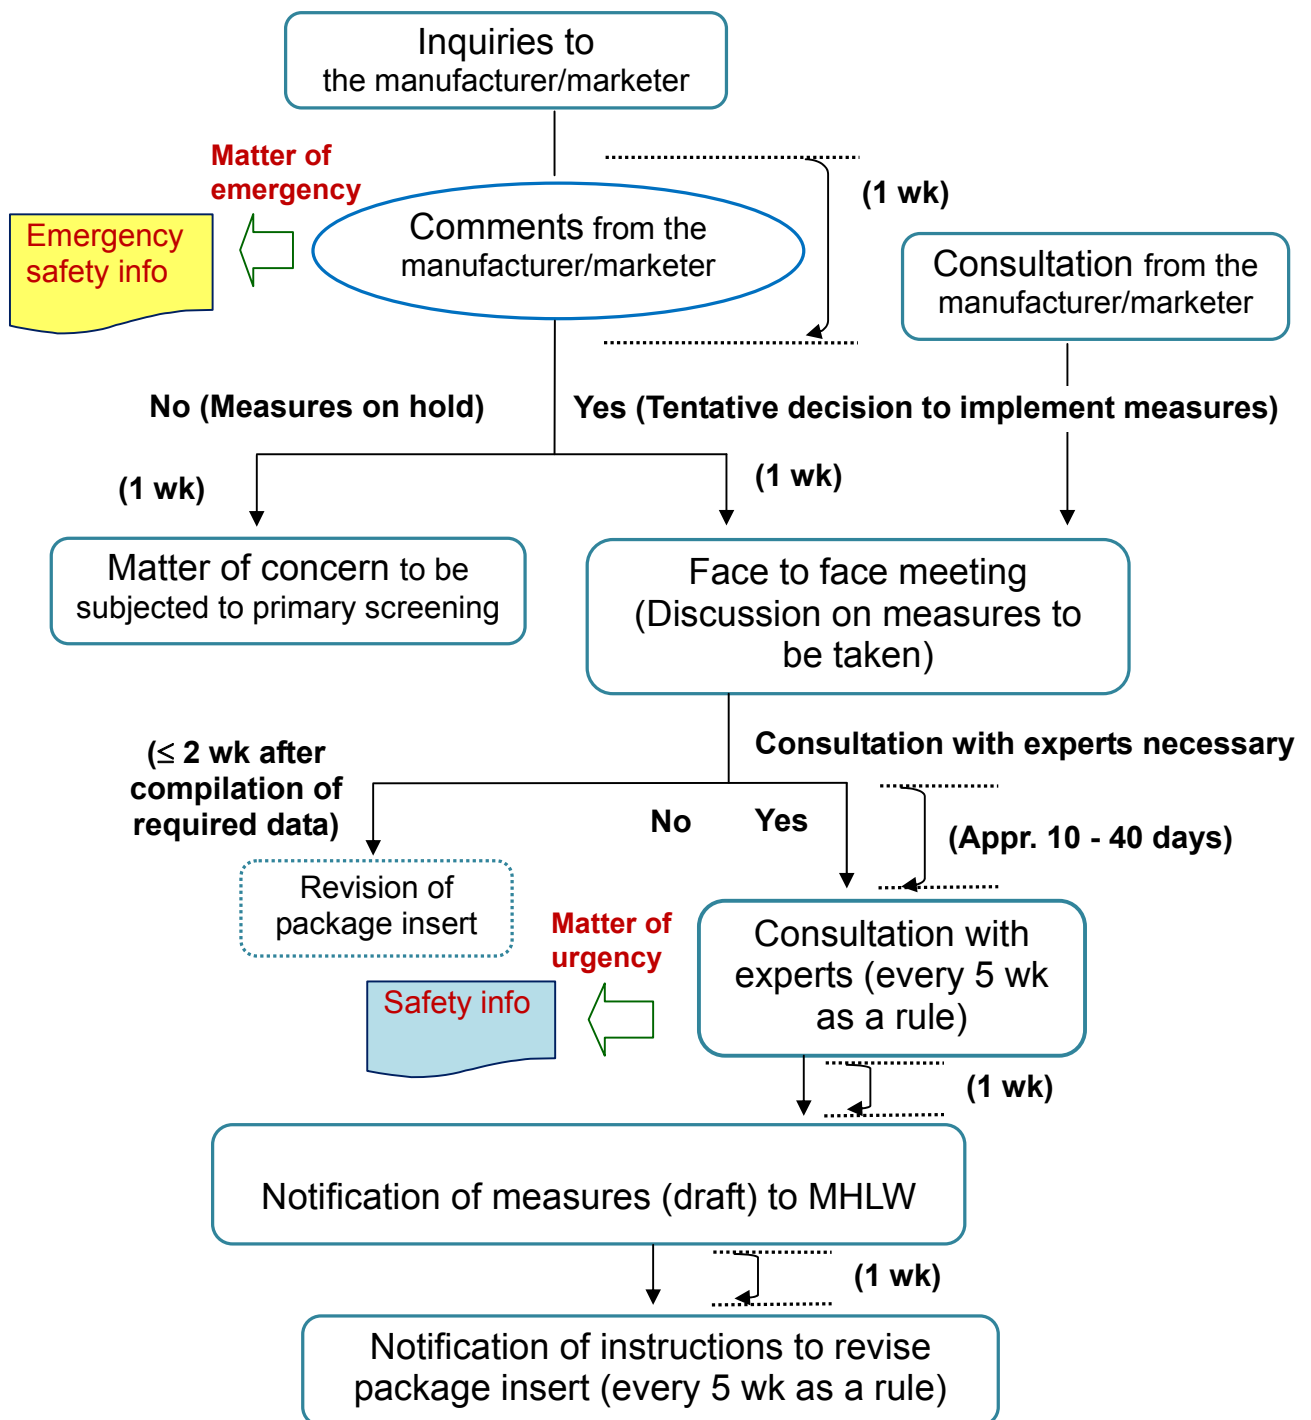 Inquiries to
the manufacturer/marketer
Matter of
emergency
(1 wk)
Emergency
safety info
Comments from the
manufacturer/marketer
Consultation from the
manufacturer/marketer
No (Measures on hold)
Yes (Tentative decision to implement measures)
(1 wk)
(1 wk)
Matter of concern to be
subjected to primary screening
Face to face meeting
(Discussion on measures to
be taken)
(≤ 2 wk after
compilation of
required data)
Consultation with experts necessary
No
Yes
(Appr. 10 - 40 days)
Revision of
package insert
Matter of
urgency
Safety info
Consultation with
experts (every 5 wk
as a rule)
(1 wk)
Notification of measures (draft) to MHLW
(1 wk)
Notification of instructions to revise
package insert (every 5 wk as a rule)